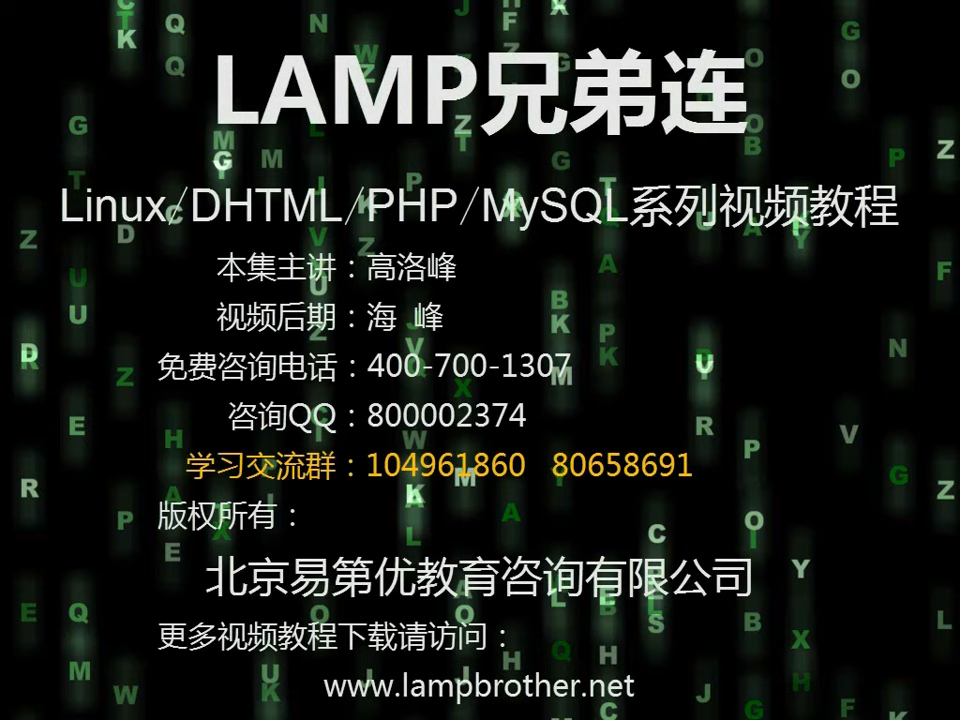 LAMP兄弟连
Linux/DHTML/PHP/MySQL系列视频教程
本集主讲：高洛峰
视频后期：海 峰
免费咨询电话：400-700-1307
咨询QQ：800002374
学习交流群：104961860 80658691
版权所有：
北京易第优教育咨询有限公司
更多视频教程下载请访问：
www.lampbrother.net